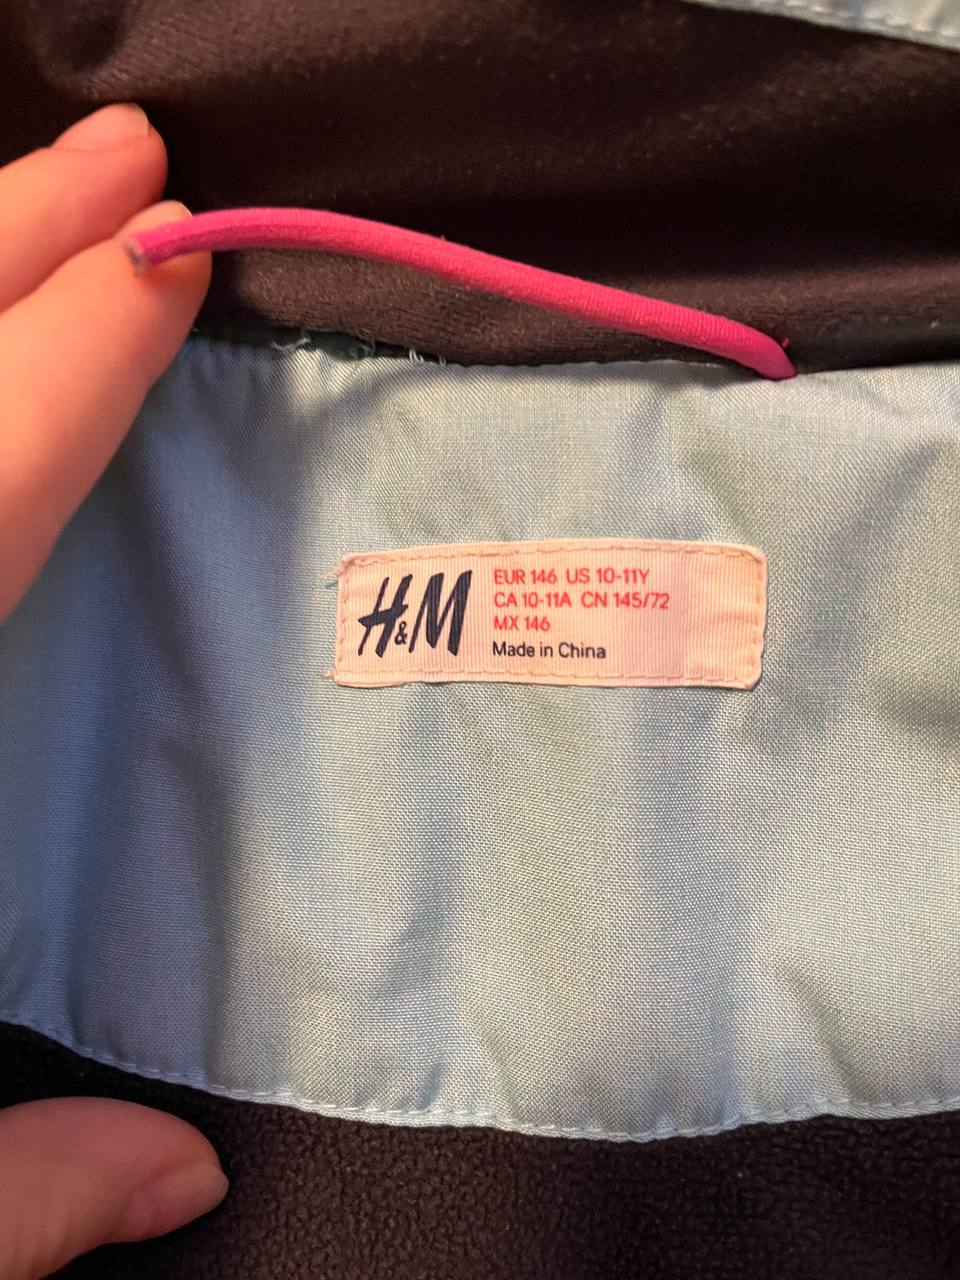 H&M
EUR 146 US 10-11Y
CA 10-11A CN 145/72
MX 146
Made in China